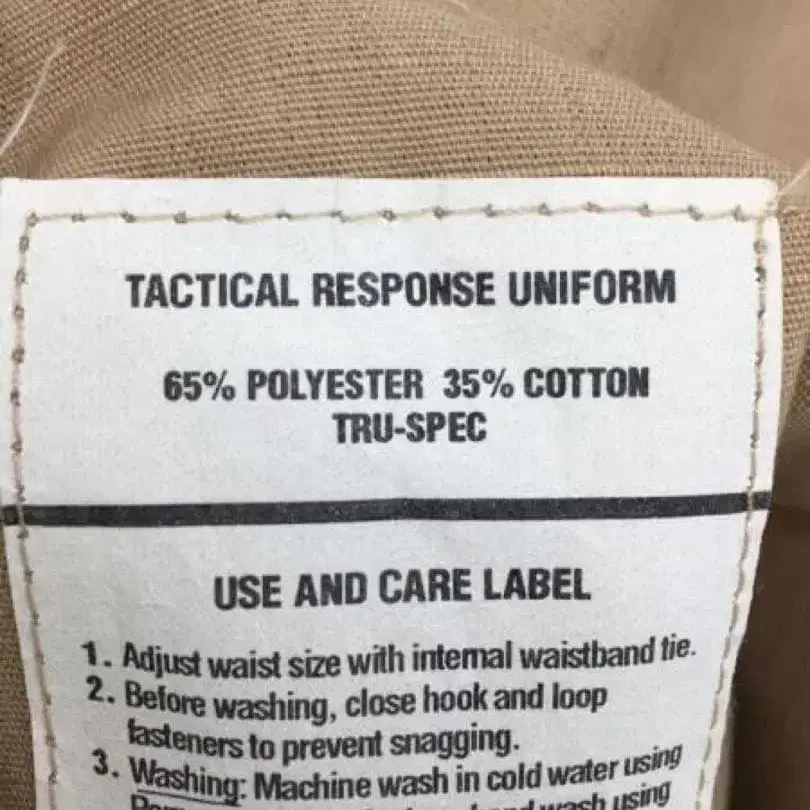 TACTICAL RESPONSE UNIFORM
65% POLYESTER 35% COTTON
TRU-SPEC
USE AND CARE LABEL
1. Adjust waist size with internal waistband tie.
2. Before washing, close hook and loop
fasteners to prevent snagging.
3. Washing: Machine wash in cold water using
wash using